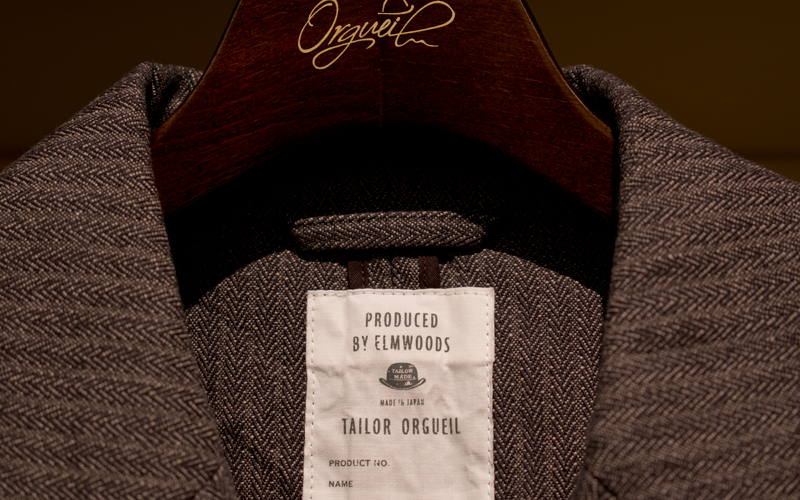 Orgueil
PRODUCED
BY ELMWOODS
TAILOR
MADE
MADE IN JAPAN
TAILOR ORGUEIL
PRODUCT NO.
NAME